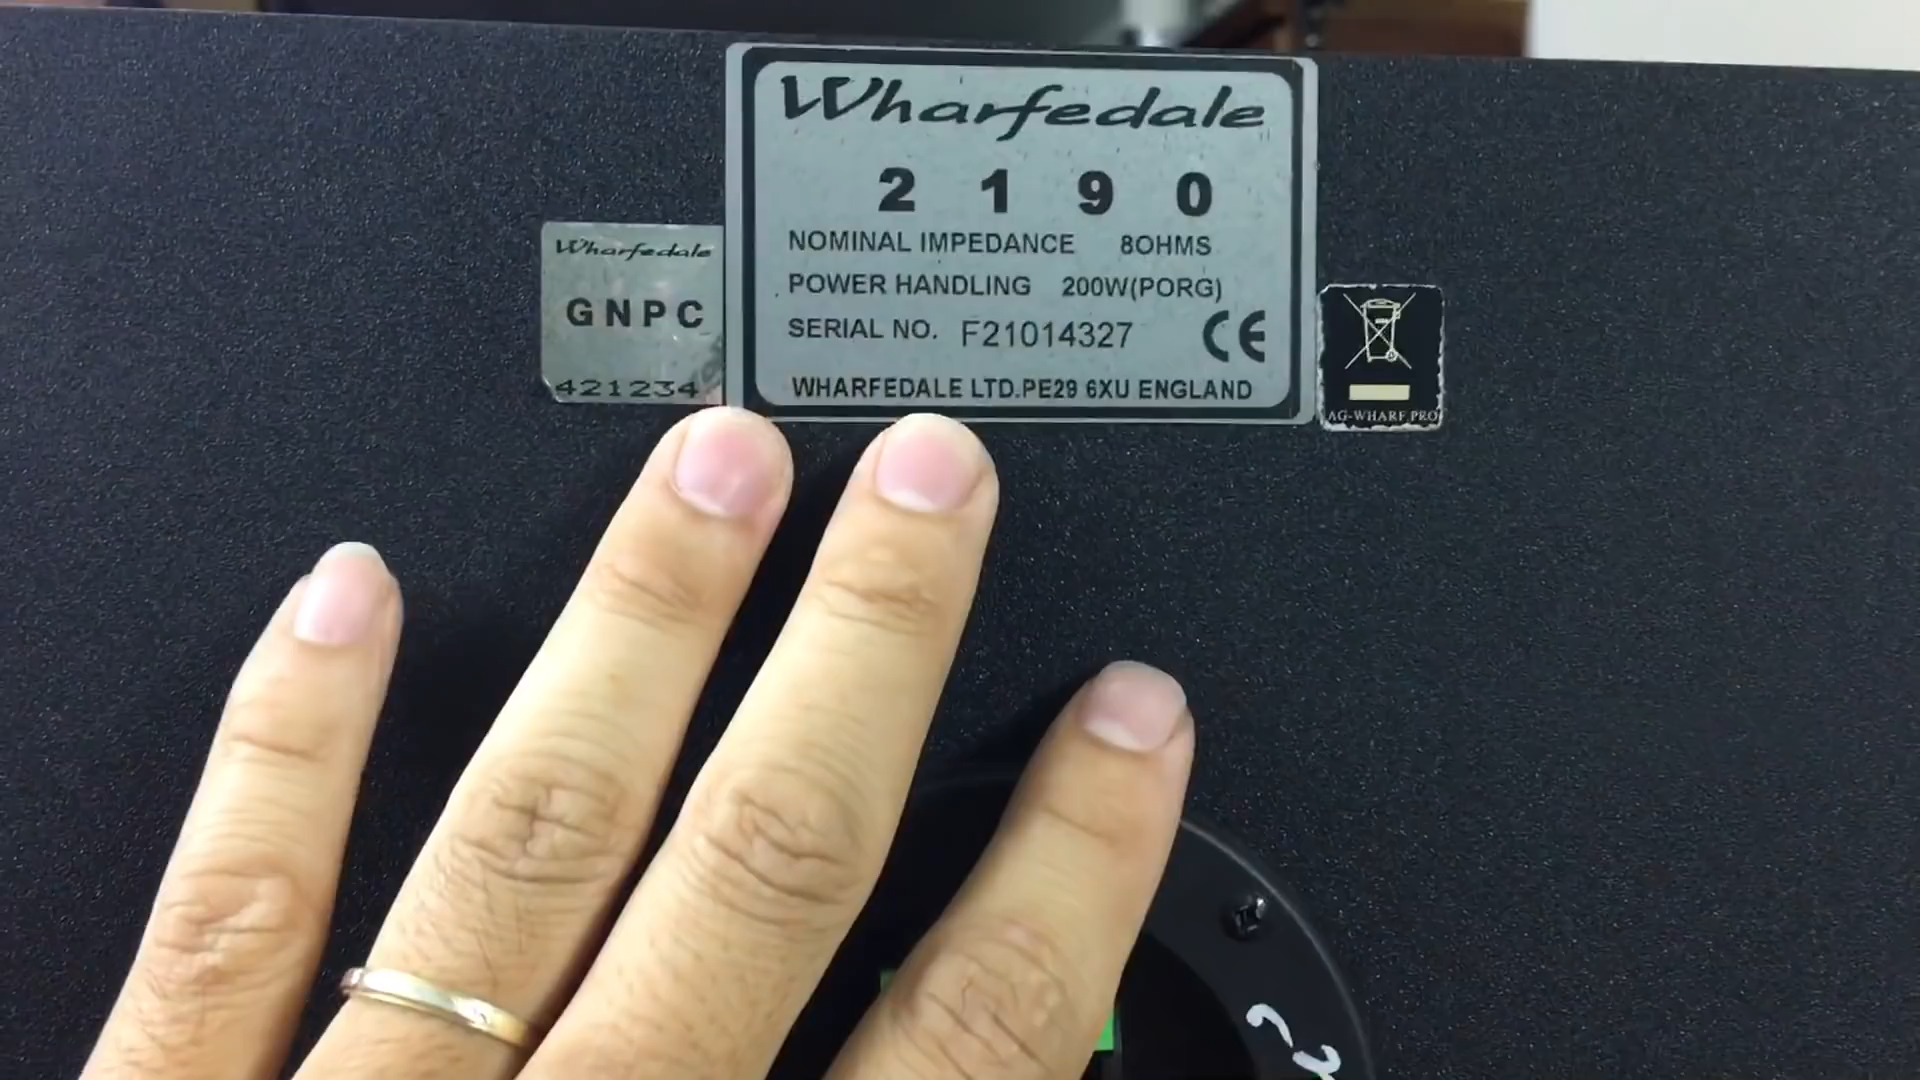 Wharfedale
2 1 9 0
NOMINAL IMPEDANCE 8OHMS
POWER HANDLING 200W(PORG)
SERIAL NO. F21014327 CE
WHARFEDALE LTD.PE29 6XU ENGLAND
Wharfedale
GNPC
421234
AG-WHARF PRO